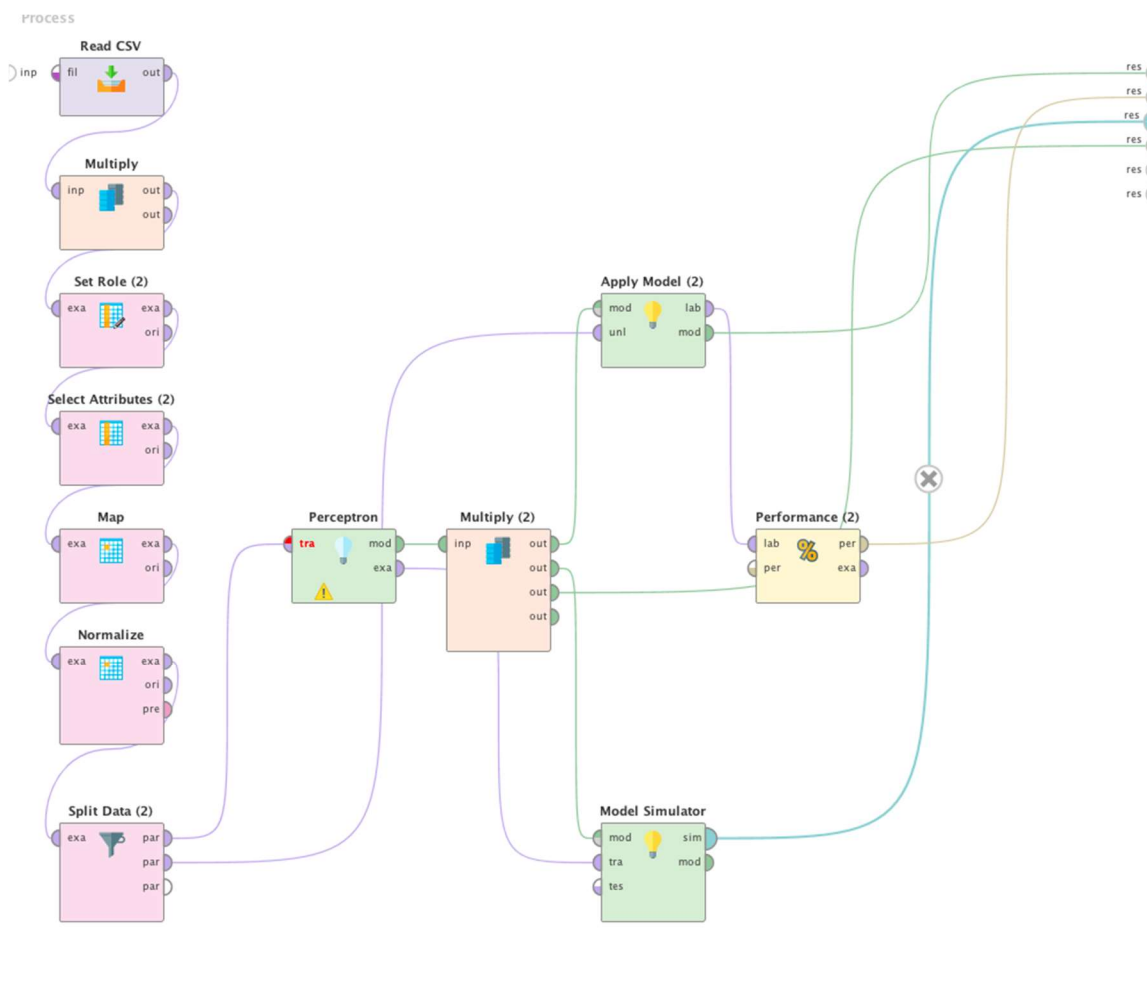 Process
Read CSV
inp fil out
res
res
res
res
res
res
Multiply
inp out
out
Set Role (2)
exa exa
ori
Apply Model (2)
mod lab
unl mod
Select Attributes (2)
exa exa
ori
Map
exa exa
ori
Perceptron
tra mod
exa
Multiply (2)
inp out
out
out
out
Performance (2)
lab per
per exa
Normalize
exa exa
ori
pre
Split Data (2)
exa par
par
par
Model Simulator
mod sim
tra mod
tes